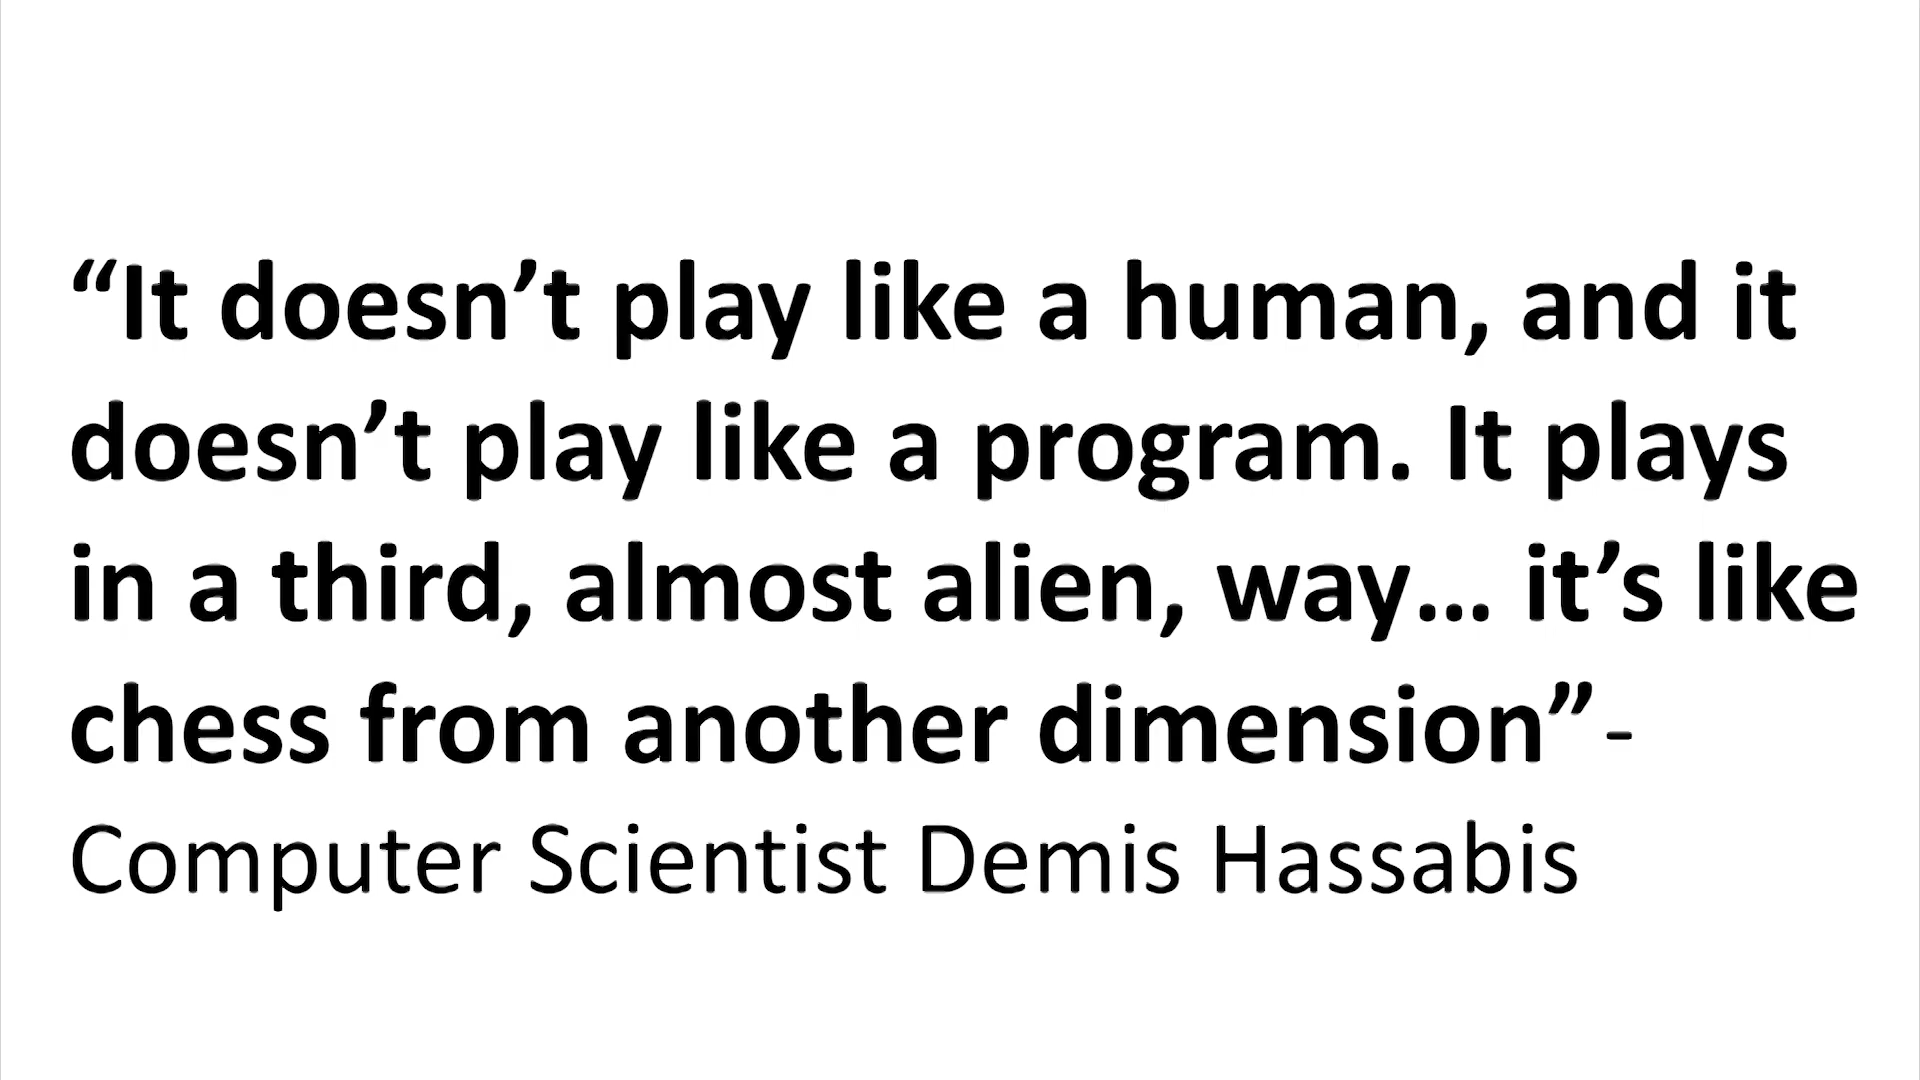 “It doesn’t play like a human, and it
doesn’t play like a program. It plays
in a third, almost alien, way... it’s like
chess from another dimension” -
Computer Scientist Demis Hassabis